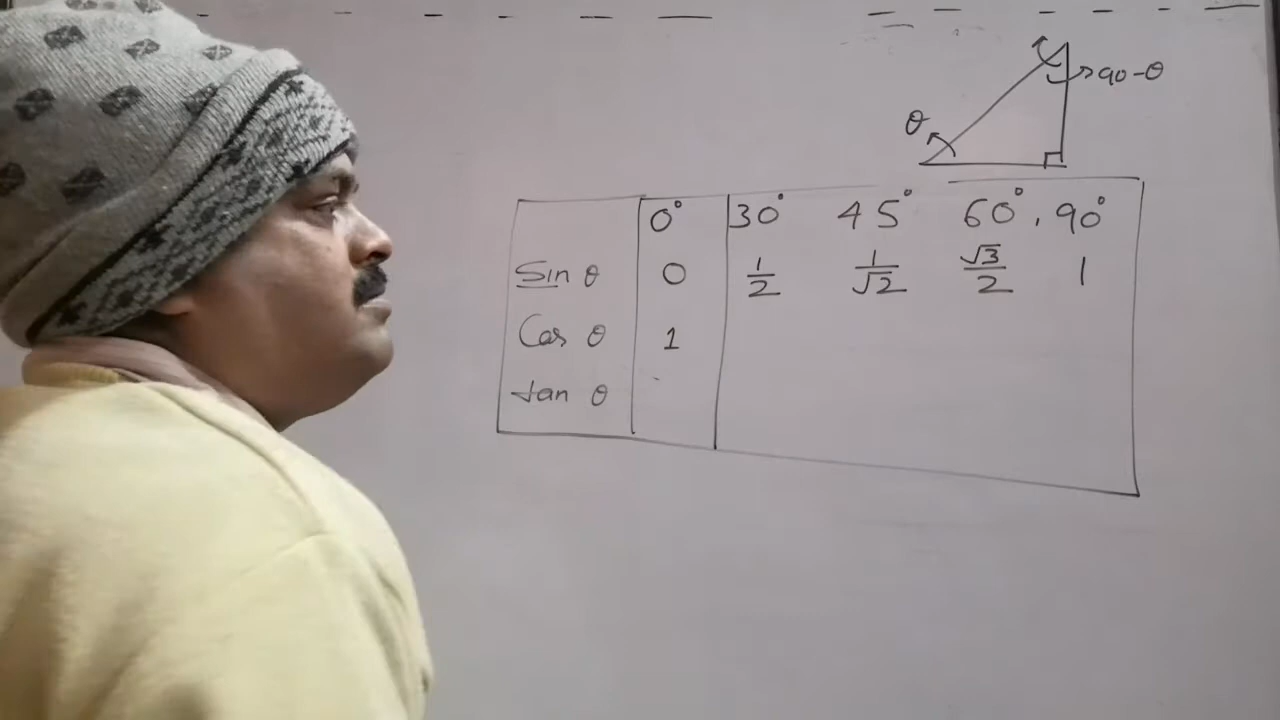 90-θ
θ
0° 30° 45° 60°. 90°
Sin θ 0 1/2 1/√2 √3/2 1
Cos θ 1
tan θ